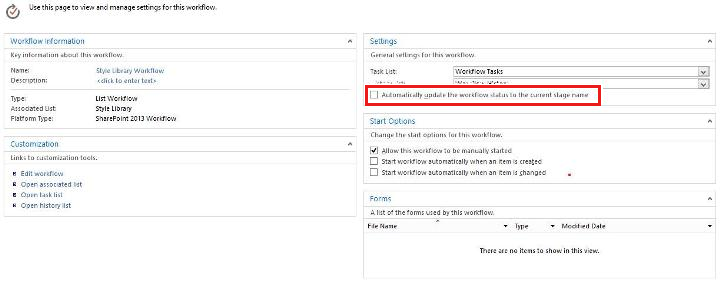 Use this page to view and manage settings for this workflow.
Workflow Information
Key information about this workflow.
Name: Style Library Workflow
Description: <click to enter text>
Type: List Workflow
Associated List: Style Library
Platform Type: SharePoint 2013 Workflow
Customization
Links to customization tools.
Edit workflow
Open associated list
Open task list
Open history list
Settings
General settings for this workflow.
Task List: Workflow Tasks
Automatically update the workflow status to the current stage name
Start Options
Change the start options for this workflow.
Allow this workflow to be manually started
Start workflow automatically when an item is created
Start workflow automatically when an item is changed
Forms
A list of the forms used by this workflow.
File Name Type Modified Date
There are no items to show in this view.